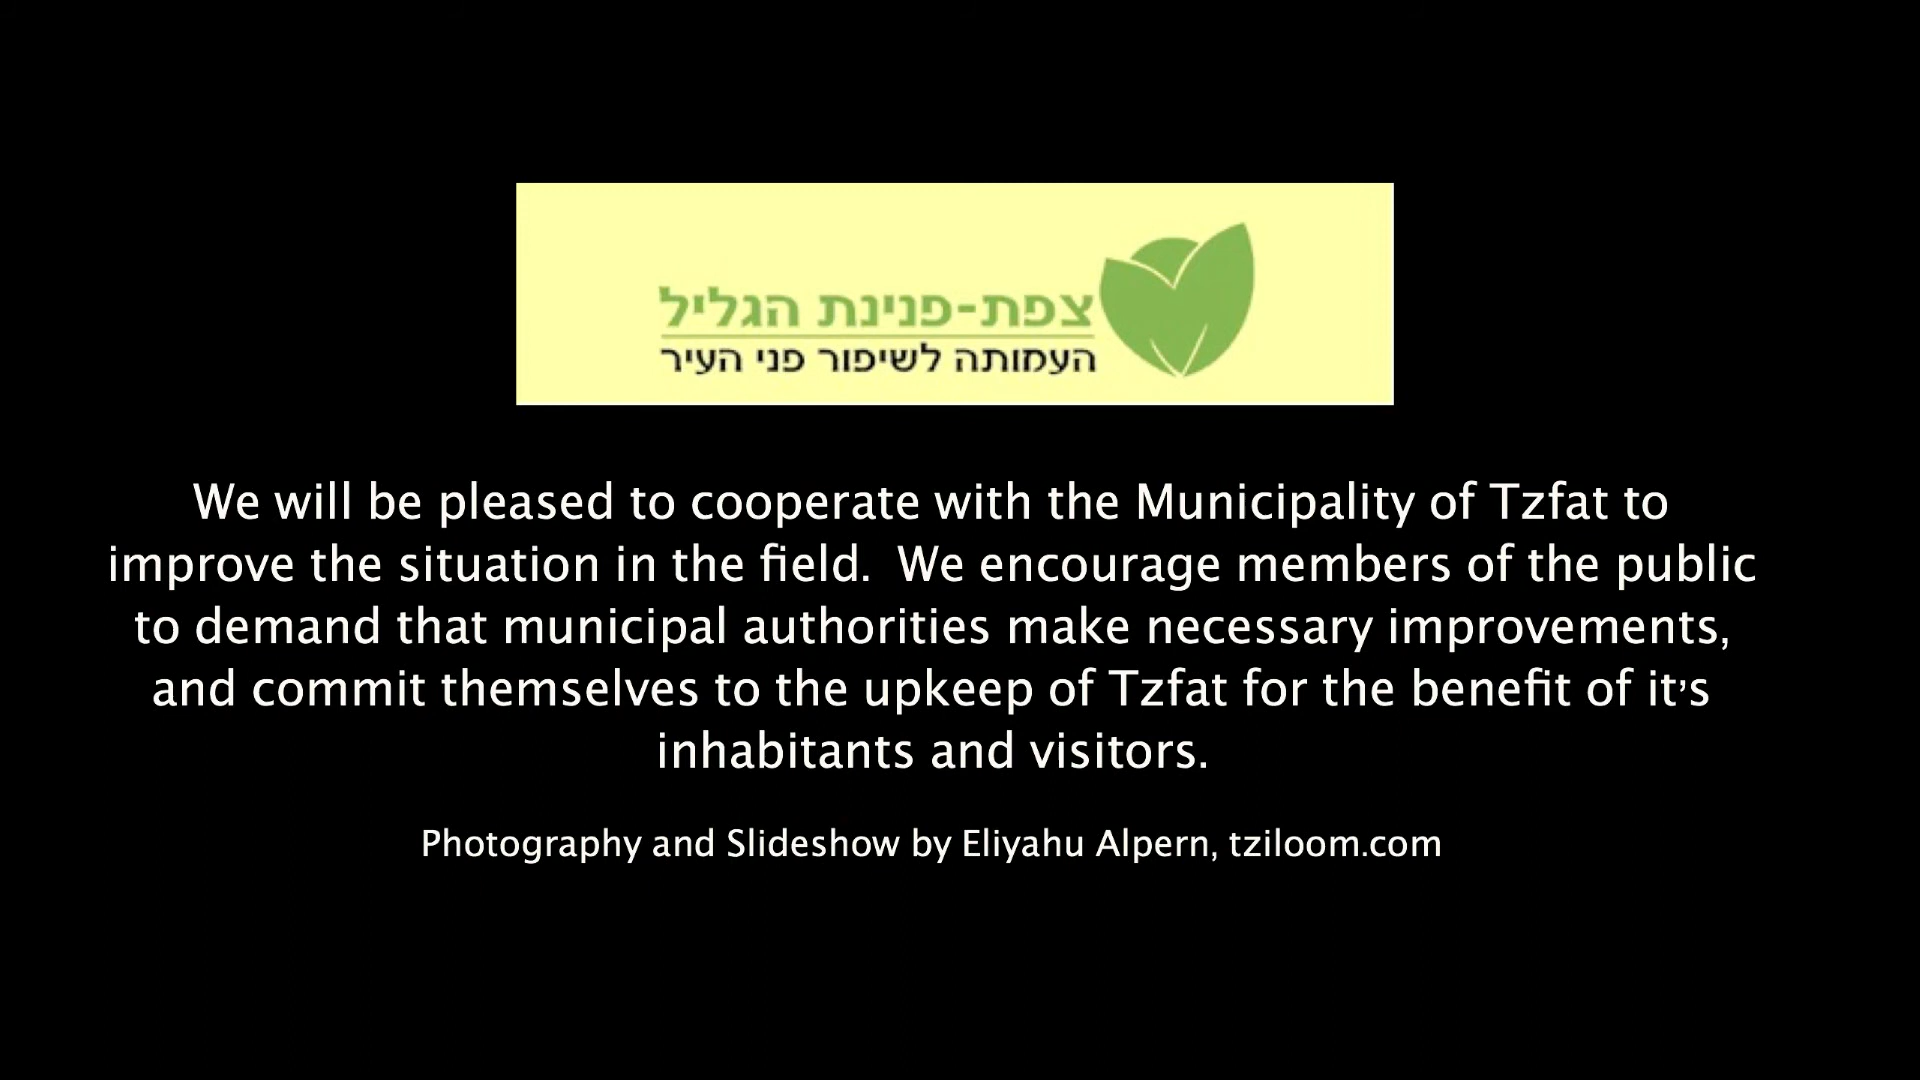 צפת-פנינת הגליל
העמותה לשיפור פני העיר
We will be pleased to cooperate with the Municipality of Tzfat to
improve the situation in the field.  We encourage members of the public
to demand that municipal authorities make necessary improvements,
and commit themselves to the upkeep of Tzfat for the benefit of it's
inhabitants and visitors.
Photography and Slideshow by Eliyahu Alpern, tziloom.com